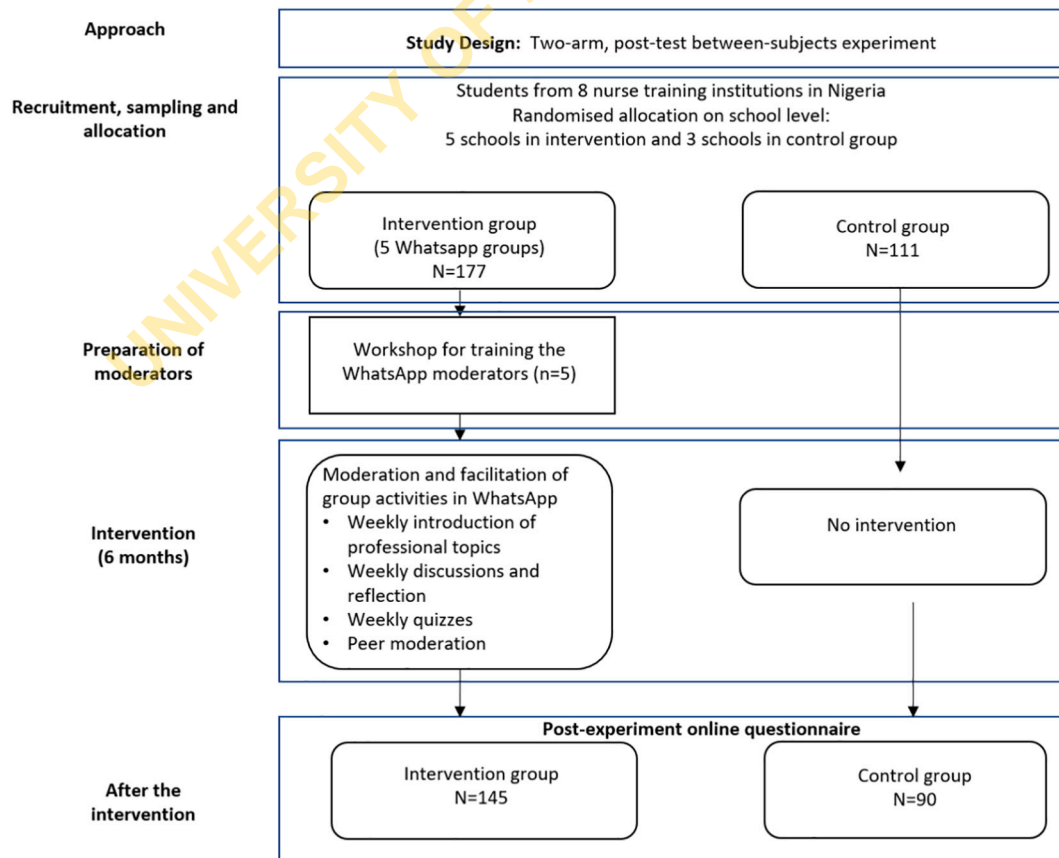 Approach
Study Design: Two-arm, post-test between-subjects experiment
Recruitment, sampling and
allocation
Students from 8 nurse training institutions in Nigeria
Randomised allocation on school level:
5 schools in intervention and 3 schools in control group
Intervention group
(5 Whatsapp groups)
N=177
Control group
N=111
Preparation of
moderators
Workshop for training the
WhatsApp moderators (n=5)
Intervention
(6 months)
Moderation and facilitation of
group activities in WhatsApp
• Weekly introduction of
professional topics
• Weekly discussions and
reflection
• Weekly quizzes
• Peer moderation
No intervention
After the
intervention
Post-experiment online questionnaire
Intervention group
N=145
Control group
N=90
UNIVERSITY OF